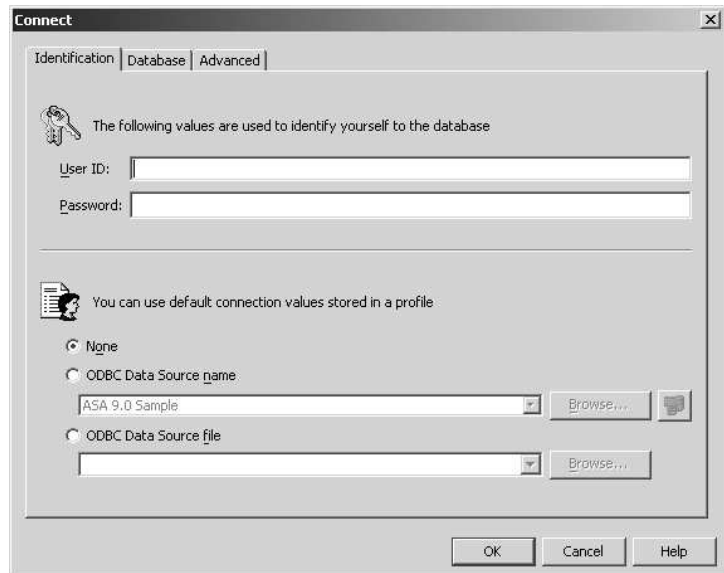 Connect
Identification Database Advanced
The following values are used to identify yourself to the database
User ID:
Password:
You can use default connection values stored in a profile
None
ODBC Data Source name
ASA 9.0 Sample Browse...
ODBC Data Source file
Browse...
OK Cancel Help